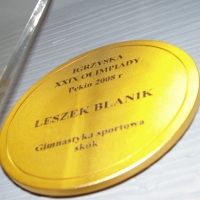 IGRZYSKA
XXIX OLIMPIADY
Pekin 2008 r
LESZEK BLANIK
Gimnastyka sportowa
skok